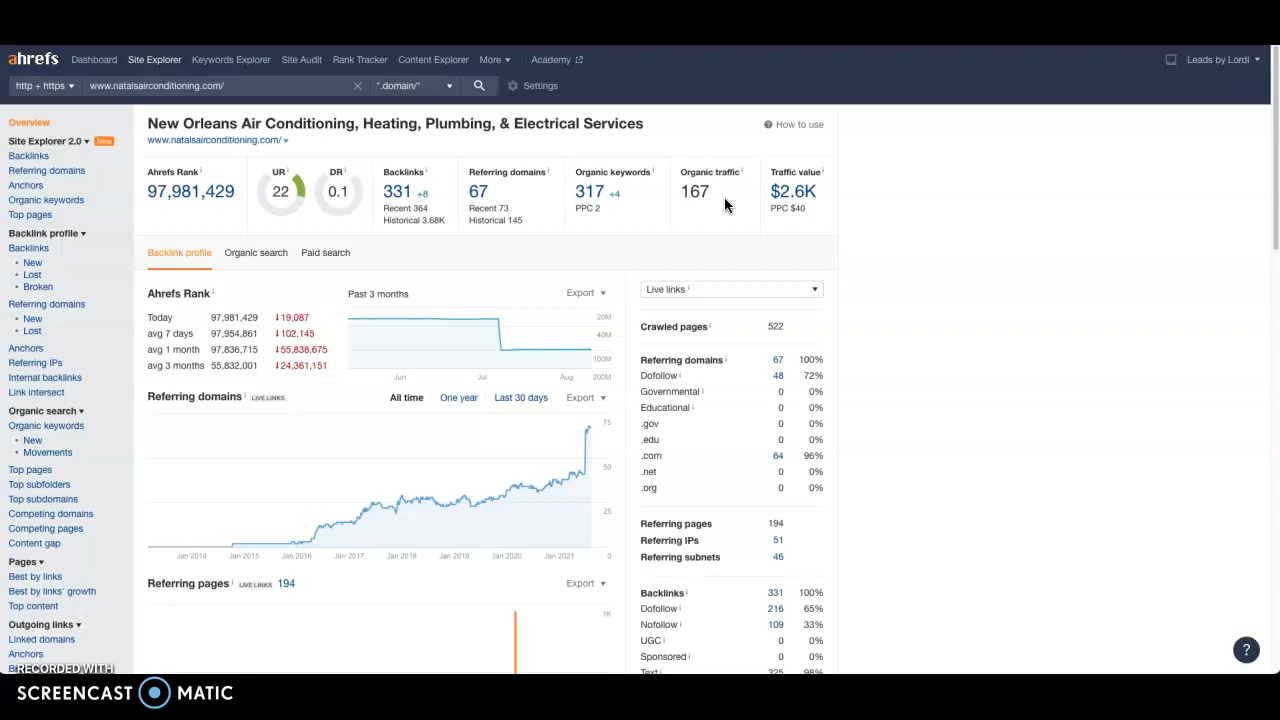 ahrefs Dashboard Site Explorer Keywords Explorer Site Audit Rank Tracker Content Explorer More Academy Leads by Lordi
http + https www.natalsairconditioning.com/ *.domain/* Settings
Overview
Site Explorer 2.0 New
Backlinks
Referring domains
Anchors
Organic keywords
Top pages
Backlink profile
Backlinks
• New
• Lost
• Broken
Referring domains
• New
• Lost
Anchors
Referring IPs
Internal backlinks
Link intersect
Organic search
Organic keywords
• New
• Movements
Top pages
Top subfolders
Top subdomains
Competing domains
Competing pages
Content gap
Pages
Best by links
Best by links' growth
Top content
Outgoing links
Linked domains
Anchors
New Orleans Air Conditioning, Heating, Plumbing, & Electrical Services
How to use
www.natalsairconditioning.com/
Ahrefs Rank i UR i DR i Backlinks i Referring domains i Organic keywords i Organic traffic i Traffic value i
97,981,429 22 0.1 331 +8 67 317 +4 167 $2.6K
Recent 364 Recent 73 PPC 2 PPC $40
Historical 3.68K Historical 145
Backlink profile Organic search Paid search
Ahrefs Rank i Past 3 months Export
Today 97,981,429 ↓19,087
avg 7 days 97,954,861 ↓102,145
avg 1 month 97,836,715 ↓55,838,675
avg 3 months 55,832,001 ↓24,361,151
20M
40M
100M
200M
Jun Jul Aug
Referring domains i LIVE LINKS All time One year Last 30 days Export
75
50
25
0
Jan 2014 Jan 2015 Jan 2016 Jan 2017 Jan 2018 Jan 2019 Jan 2020 Jan 2021
Referring pages i LIVE LINKS 194 Export
1K
Live links i
Crawled pages i 522
Referring domains i 67 100%
Dofollow i 48 72%
Governmental i 0 0%
Educational i 0 0%
.gov 0 0%
.edu 0 0%
.com 64 96%
.net 0 0%
.org 0 0%
Referring pages 194
Referring IPs 51
Referring subnets 46
Backlinks i 331 100%
Dofollow i 216 65%
Nofollow i 109 33%
UGC i 0 0%
Sponsored i 0 0%
Text i 325 98%
?
RECORDED WITH
SCREENCAST MATIC